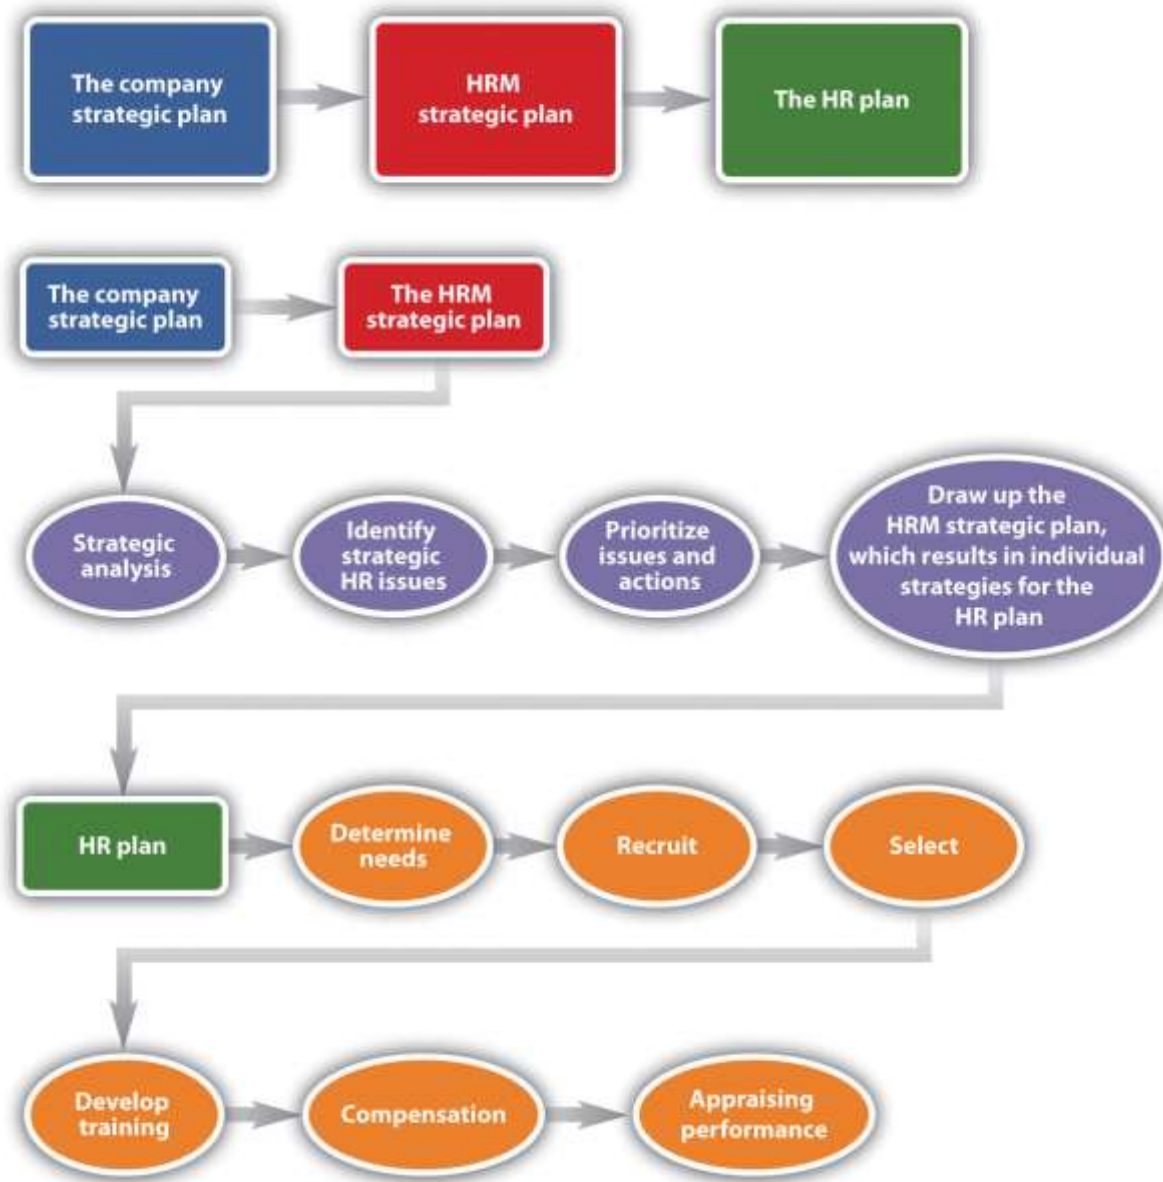 The company
strategic plan
HRM
strategic plan
The HR plan
The company
strategic plan
The HRM
strategic plan
Strategic
analysis
Identify
strategic
HR issues
Prioritize
issues and
actions
Draw up the
HRM strategic plan,
which results in individual
strategies for the
HR plan
HR plan
Determine
needs
Recruit
Select
Develop
training
Compensation
Appraising
performance